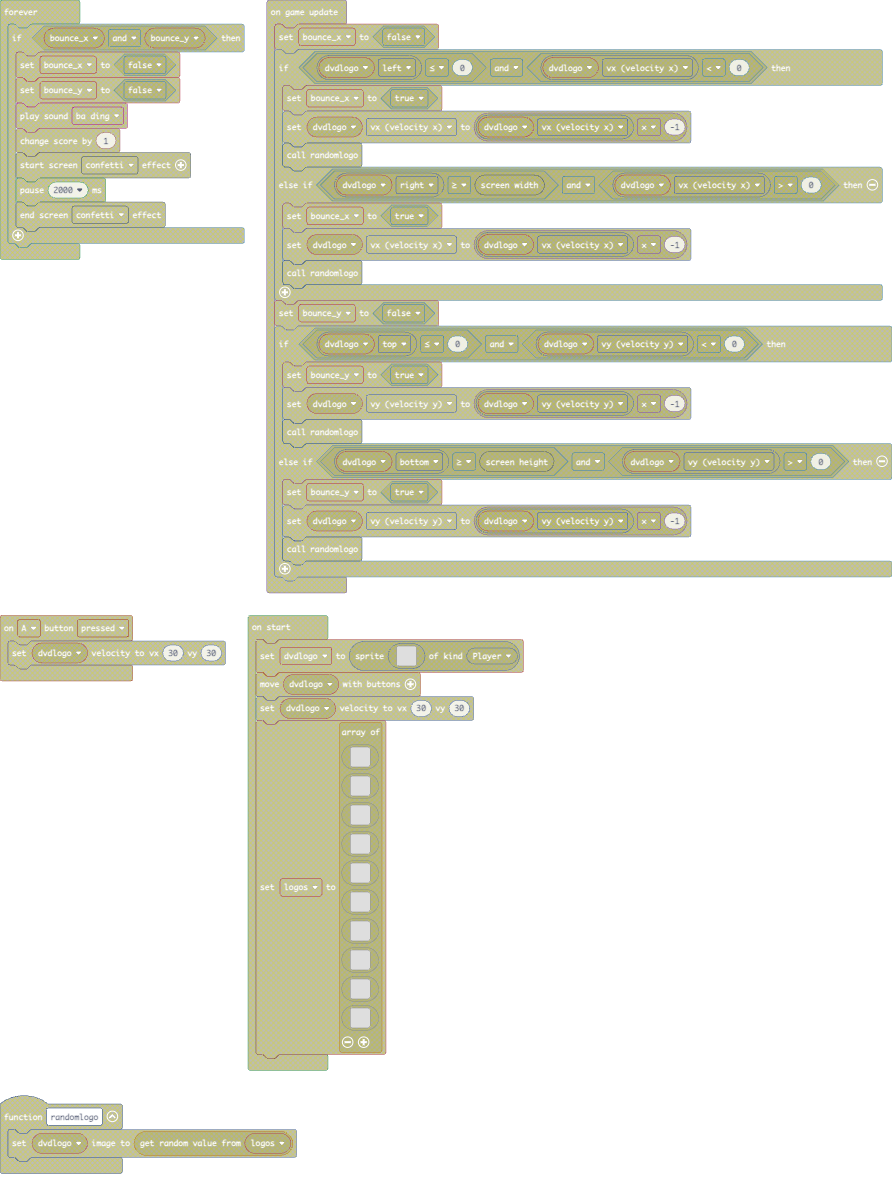 forever
if bounce_x and bounce_y then
set bounce_x to false
set bounce_y to false
play sound ba ding
change score by 1
start screen confetti effect
pause 2000 ms
end screen confetti effect
on game update
set bounce_x to false
if dvdlogo left ≤ 0 and dvdlogo vx (velocity x) < 0 then
set bounce_x to true
set dvdlogo vx (velocity x) to dvdlogo vx (velocity x) × -1
call randomlogo
else if dvdlogo right ≥ screen width and dvdlogo vx (velocity x) > 0 then
set bounce_x to true
set dvdlogo vx (velocity x) to dvdlogo vx (velocity x) × -1
call randomlogo
set bounce_y to false
if dvdlogo top ≤ 0 and dvdlogo vy (velocity y) < 0 then
set bounce_y to true
set dvdlogo vy (velocity y) to dvdlogo vy (velocity y) × -1
call randomlogo
else if dvdlogo bottom ≥ screen height and dvdlogo vy (velocity y) > 0 then
set bounce_y to true
set dvdlogo vy (velocity y) to dvdlogo vy (velocity y) × -1
call randomlogo
on A button pressed
set dvdlogo velocity to vx 30 vy 30
on start
set dvdlogo to sprite of kind Player
move dvdlogo with buttons
set dvdlogo velocity to vx 30 vy 30
array of
set logos to
function randomlogo
set dvdlogo image to get random value from logos